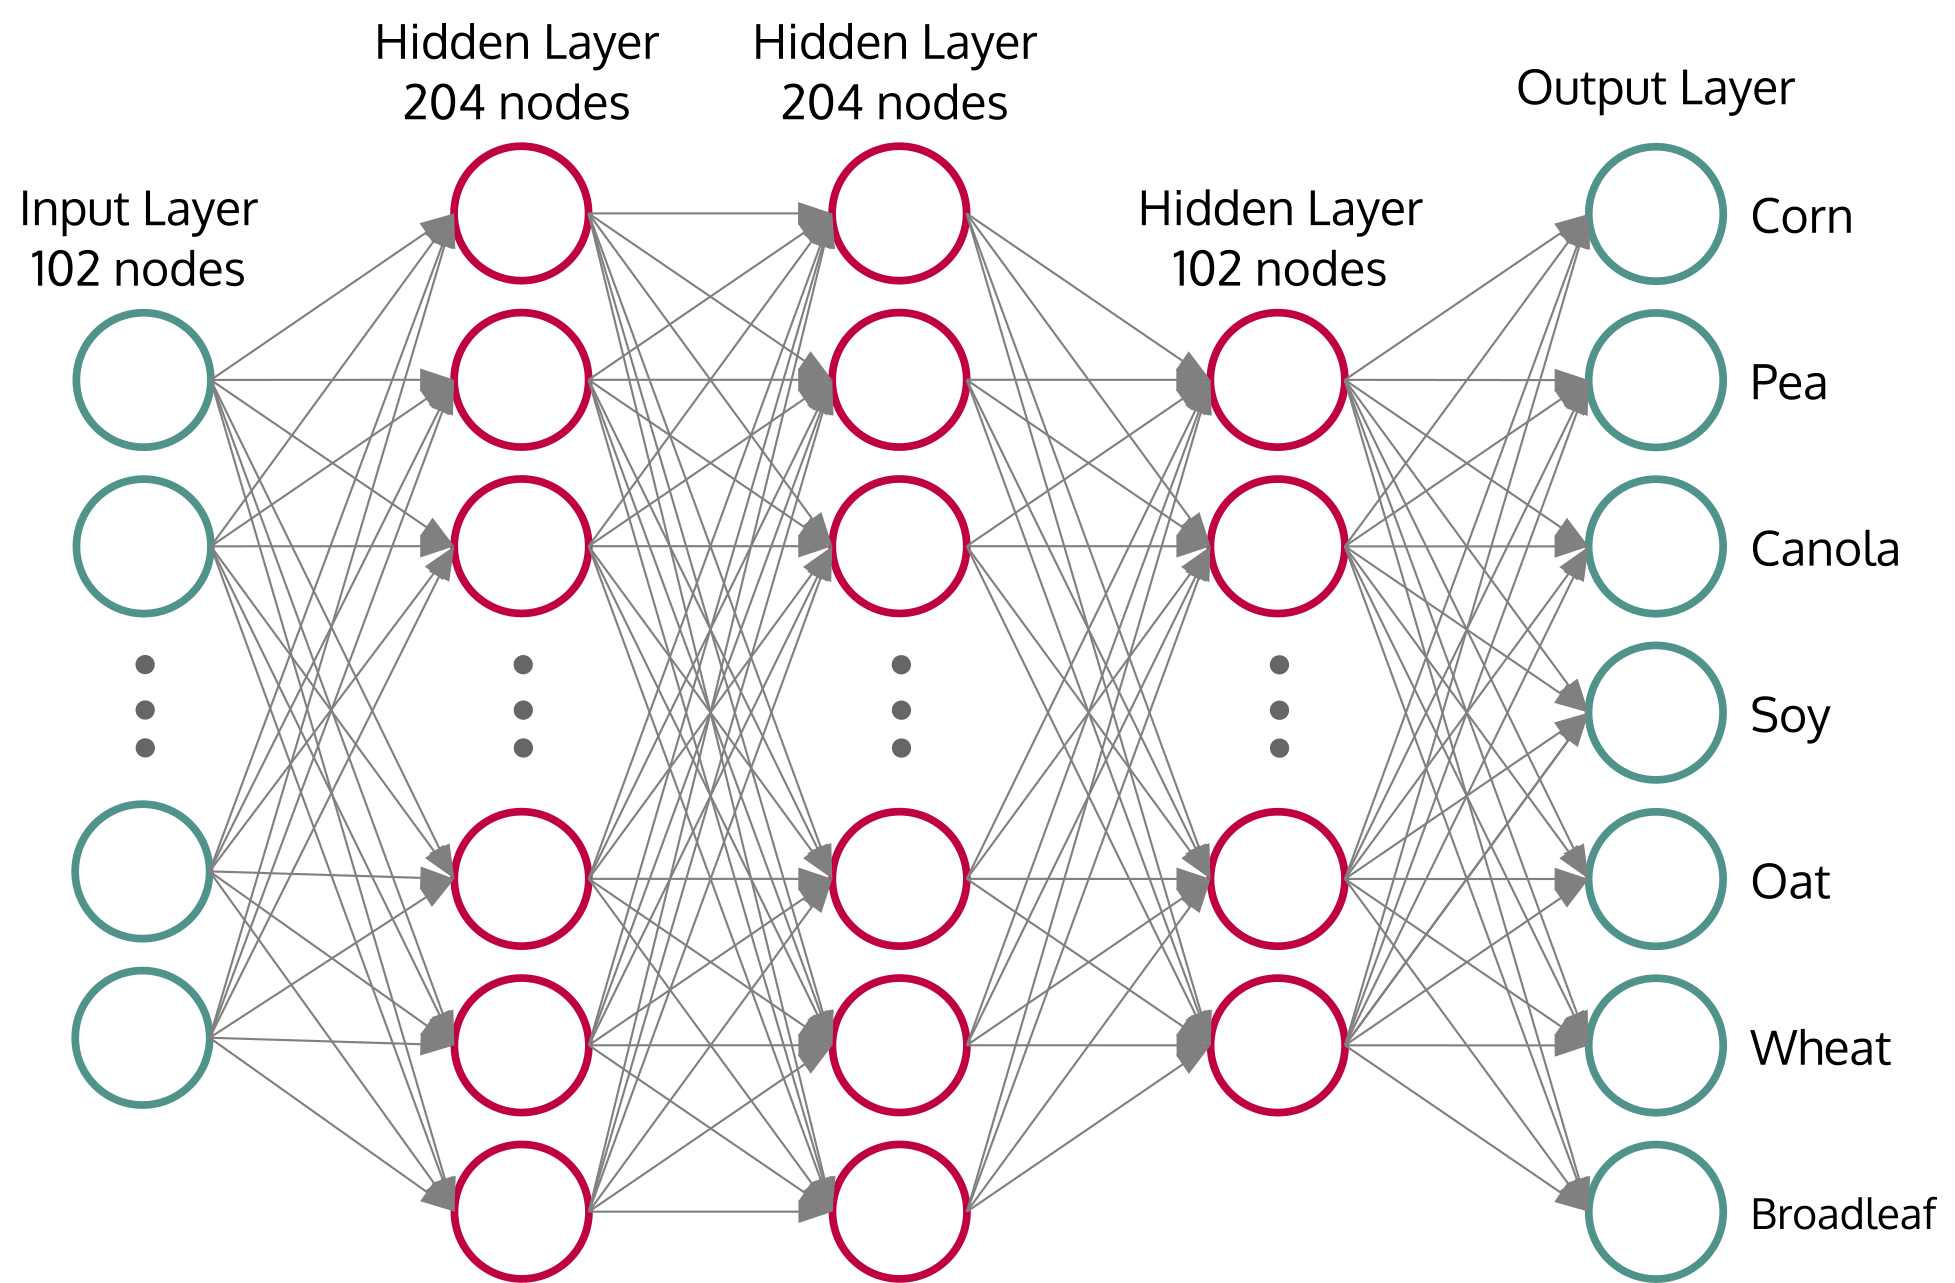 Input Layer
102 nodes
Hidden Layer
204 nodes
Hidden Layer
204 nodes
Hidden Layer
102 nodes
Output Layer
Corn
Pea
Canola
Soy
Oat
Wheat
Broadleaf